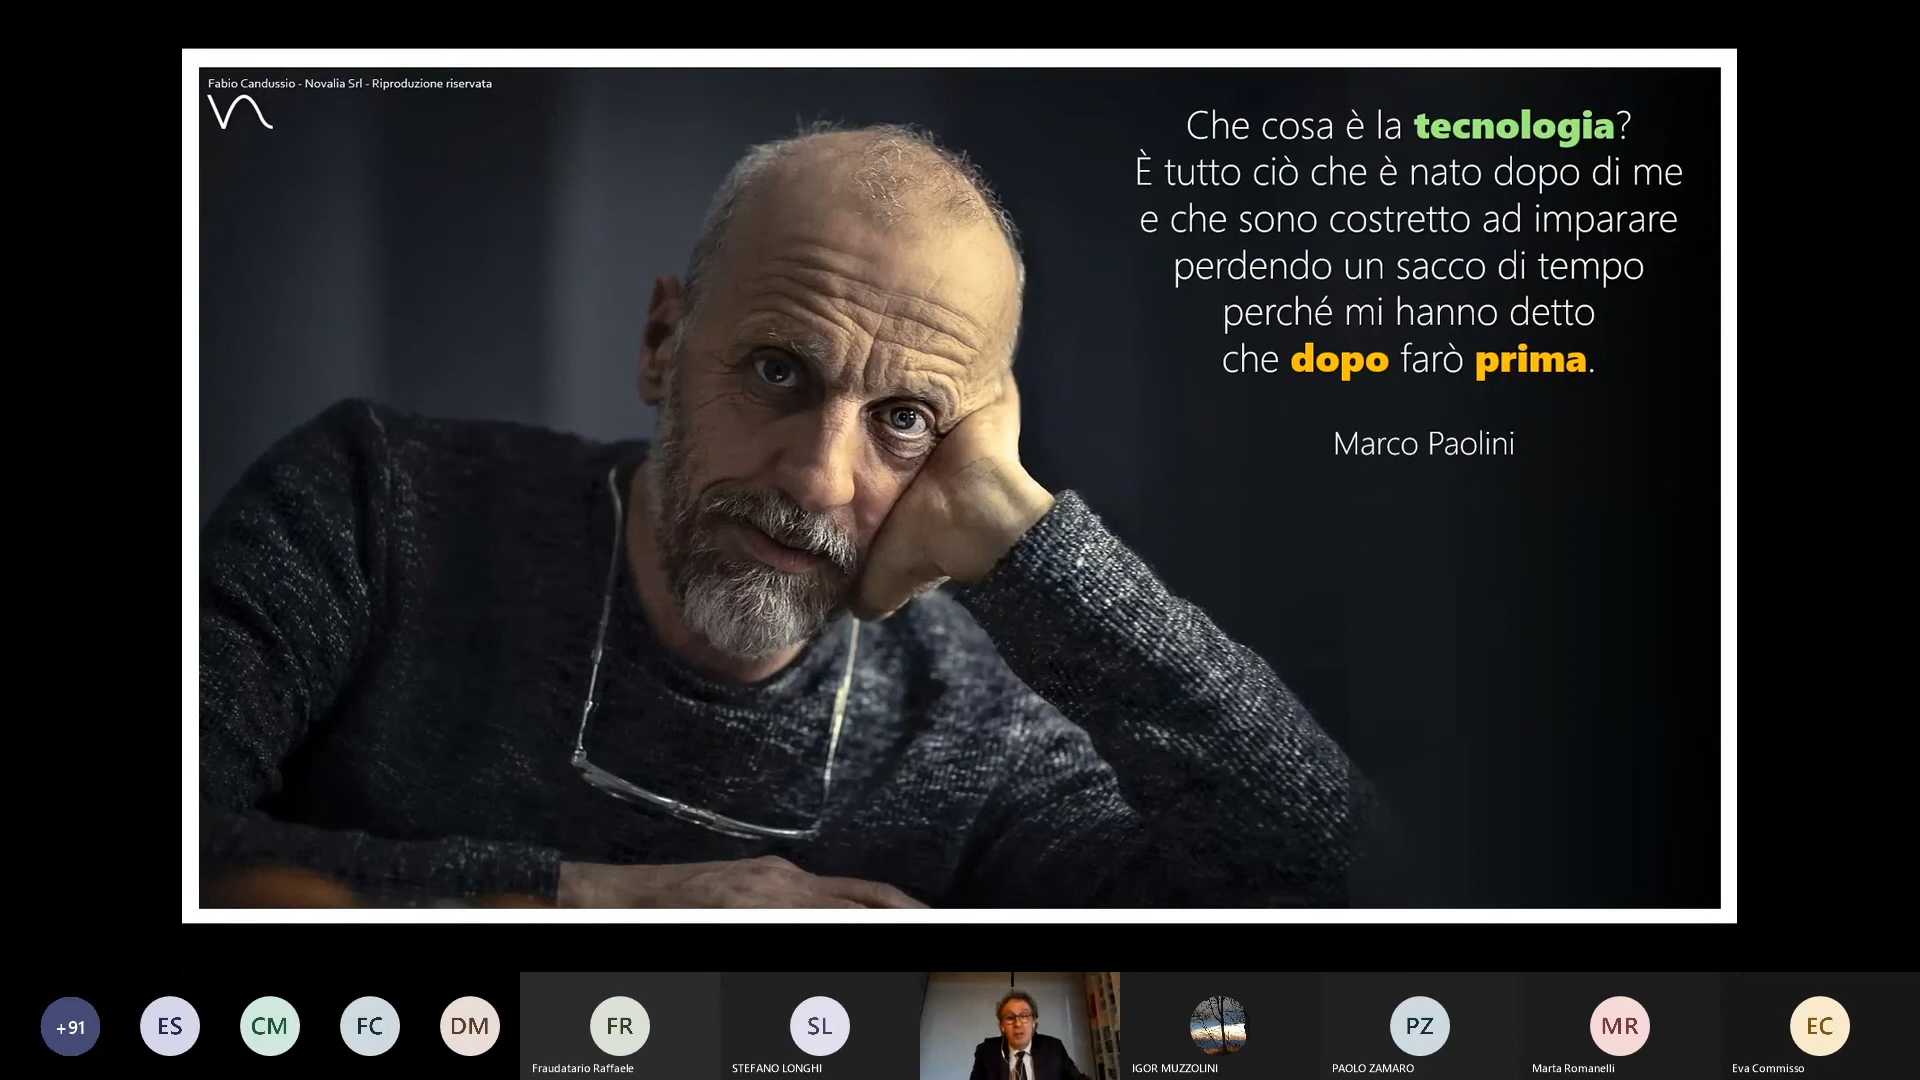 Fabio Candussio - Novalia Srl - Riproduzione riservata
Che cosa è la tecnologia?
È tutto ciò che è nato dopo di me
e che sono costretto ad imparare
perdendo un sacco di tempo
perché mi hanno detto
che dopo farò prima.
Marco Paolini
+91
ES
CM
FC
DM
FR
SL
PZ
MR
EC
Fraudatario Raffaele
STEFANO LONGHI
IGOR MUZZOLINI
PAOLO ZAMARO
Marta Romanelli
Eva Commisso